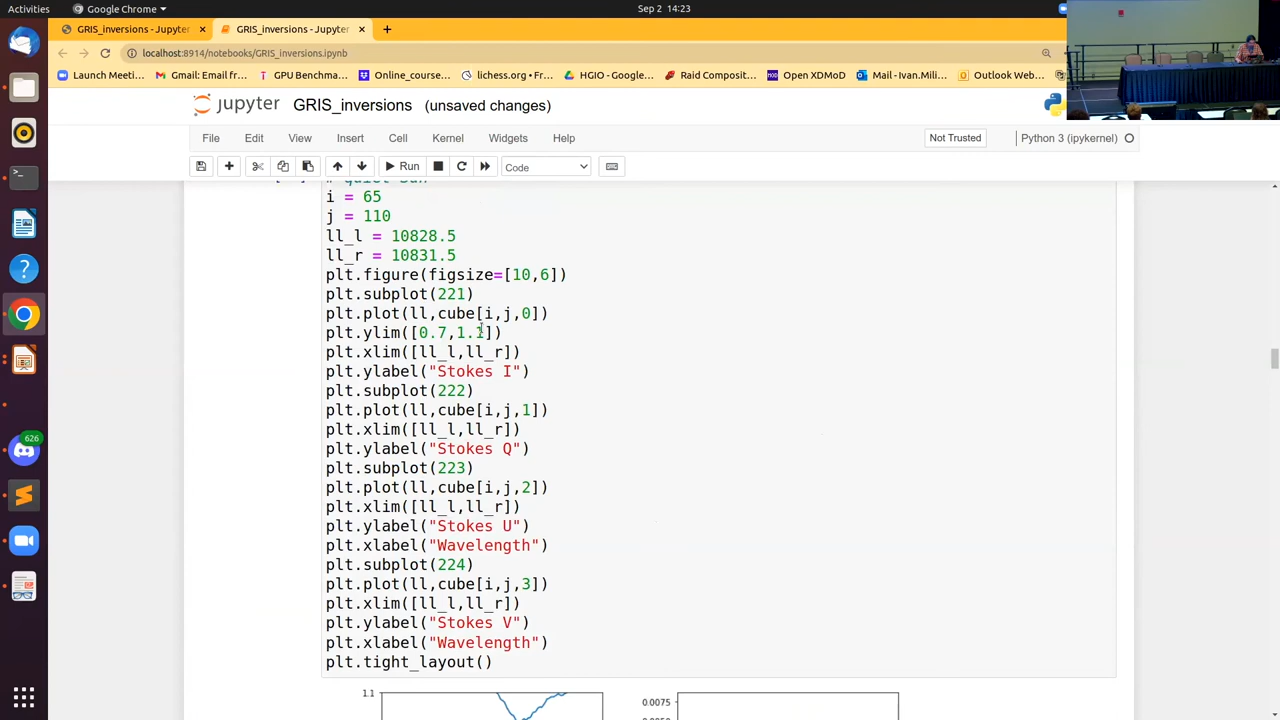 Activities
Google Chrome
Sep 2 14:23
GRIS_inversions - Jupyter
GRIS_inversions - Jupyter
localhost:8914/notebooks/GRIS_inversions.ipynb
Launch Meeti...
Gmail: Email fr...
GPU Benchma...
Online_course...
lichess.org • Fr...
HGIO - Google...
Raid Composit...
Open XDMoD
Mail - Ivan.Mili...
Outlook Web...
jupyter GRIS_inversions (unsaved changes)
File Edit View Insert Cell Kernel Widgets Help
Not Trusted
Python 3 (ipykernel)
Run
Code
i = 65
j = 110
ll_l = 10828.5
ll_r = 10831.5
plt.figure(figsize=[10,6])
plt.subplot(221)
plt.plot(ll,cube[i,j,0])
plt.ylim([0.7,1.1])
plt.xlim([ll_l,ll_r])
plt.ylabel("Stokes I")
plt.subplot(222)
plt.plot(ll,cube[i,j,1])
plt.xlim([ll_l,ll_r])
plt.ylabel("Stokes Q")
plt.subplot(223)
plt.plot(ll,cube[i,j,2])
plt.xlim([ll_l,ll_r])
plt.ylabel("Stokes U")
plt.xlabel("Wavelength")
plt.subplot(224)
plt.plot(ll,cube[i,j,3])
plt.xlim([ll_l,ll_r])
plt.ylabel("Stokes V")
plt.xlabel("Wavelength")
plt.tight_layout()
1.1
0.0075
626